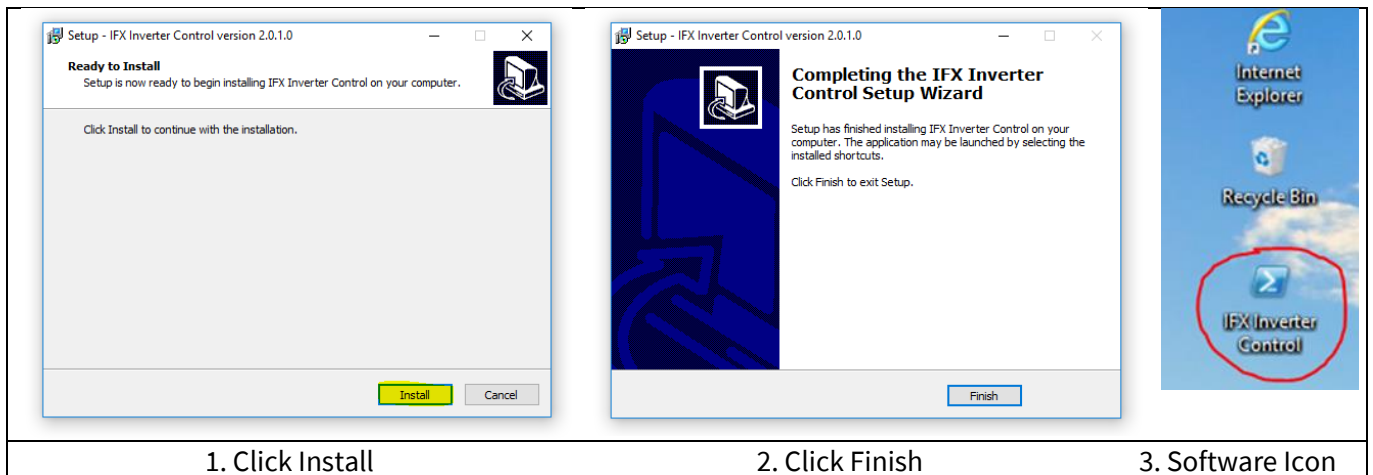 Setup - IFX Inverter Control version 2.0.1.0
Ready to Install
Setup is now ready to begin installing IFX Inverter Control on your computer.
Click Install to continue with the installation.
Install
Cancel
Setup - IFX Inverter Control version 2.0.1.0
Completing the IFX Inverter
Control Setup Wizard
Setup has finished installing IFX Inverter Control on your
computer. The application may be launched by selecting the
installed shortcuts.
Click Finish to exit Setup.
Finish
Internet
Explorer
Recycle Bin
IFX Inverter
Control
1. Click Install
2. Click Finish
3. Software Icon